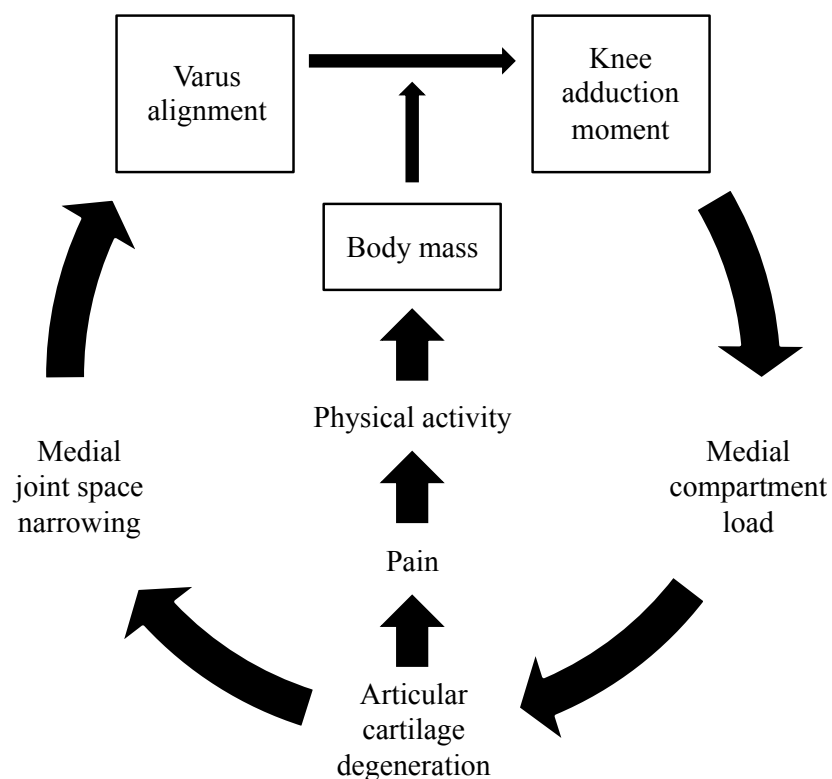 Varus
alignment
Knee
adduction
moment
Body mass
Physical activity
Medial
joint space
narrowing
Medial
compartment
load
Pain
Articular
cartilage
degeneration